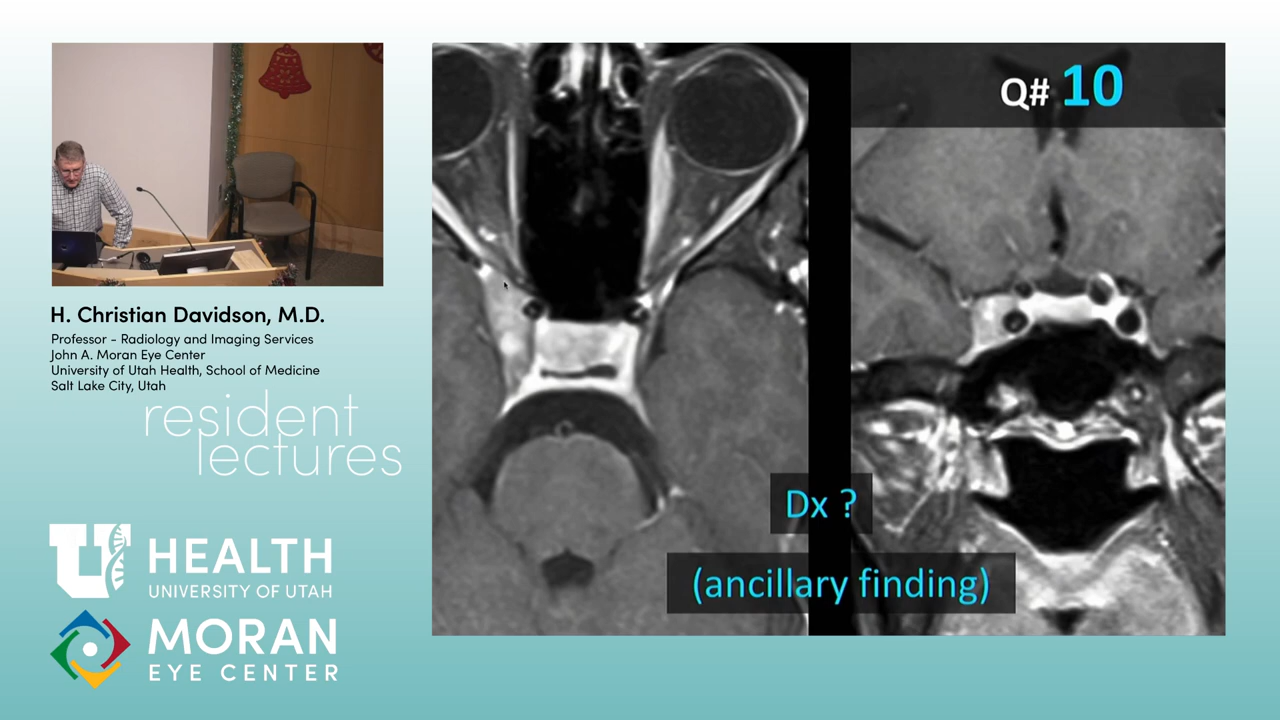 H. Christian Davidson, M.D.
Professor - Radiology and Imaging Services
John A. Moran Eye Center
University of Utah Health, School of Medicine
Salt Lake City, Utah
resident
lectures
U HEALTH
UNIVERSITY OF UTAH
MORAN
EYE CENTER
Q# 10
Dx ?
(ancillary finding)